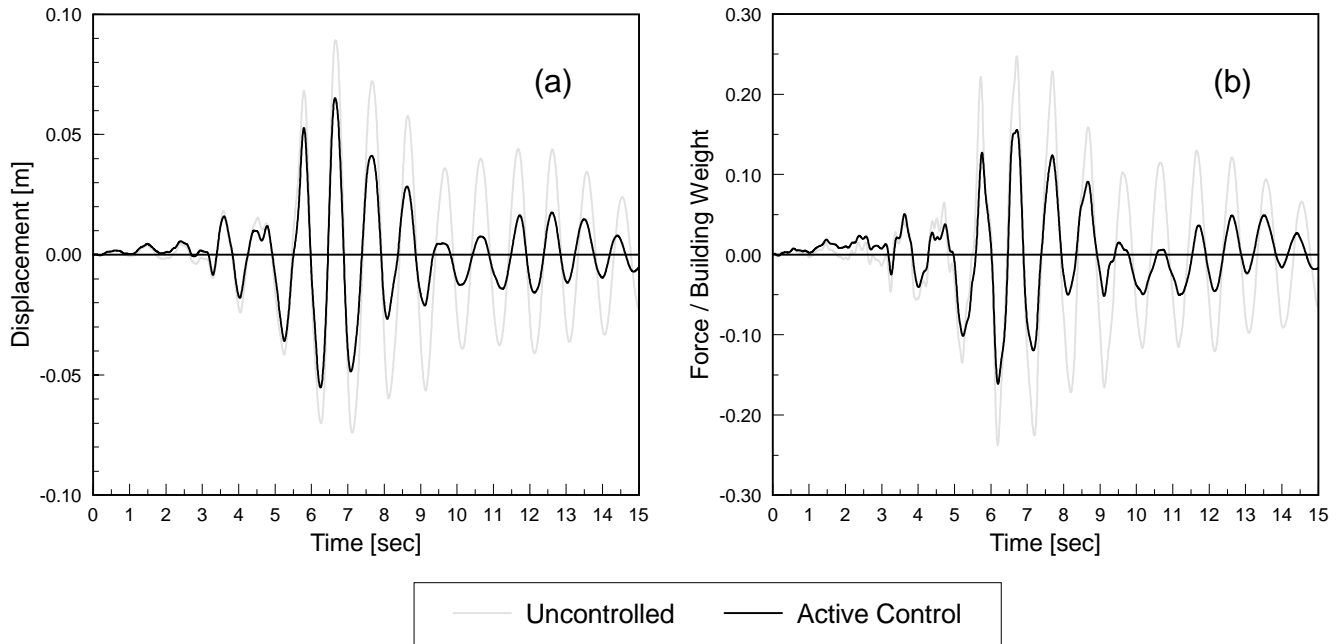 0.10
0.05
0.00
-0.05
-0.10
Displacement [m]
(a)
0 1 2 3 4 5 6 7 8 9 10 11 12 13 14 15
Time [sec]
0.30
0.20
0.10
0.00
-0.10
-0.20
-0.30
Force / Building Weight
(b)
0 1 2 3 4 5 6 7 8 9 10 11 12 13 14 15
Time [sec]
Uncontrolled
Active Control